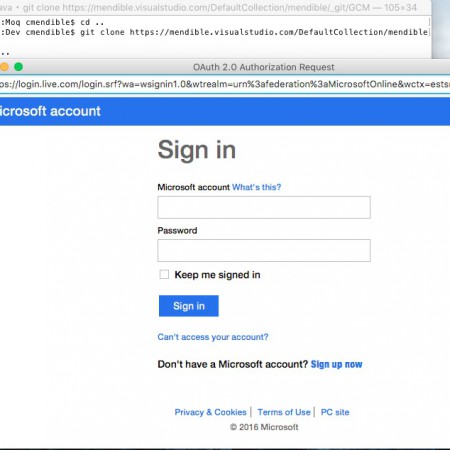 ava • git clone https://mendible.visualstudio.com/DefaultCollection/mendible/_git/GCM — 105×34
:Moq cmendible$ cd ..
:Dev cmendible$ git clone https://mendible.visualstudio.com/DefaultCollection/mendible
..
OAuth 2.0 Authorization Request
ps://login.live.com/login.srf?wa=wsignin1.0&wtrealm=urn%3afederation%3aMicrosoftOnline&wctx=ests
icrosoft account
Sign in
Microsoft account What's this?
Password
Keep me signed in
Sign in
Can't access your account?
Don't have a Microsoft account? Sign up now
Privacy & Cookies | Terms of Use | PC site
© 2016 Microsoft